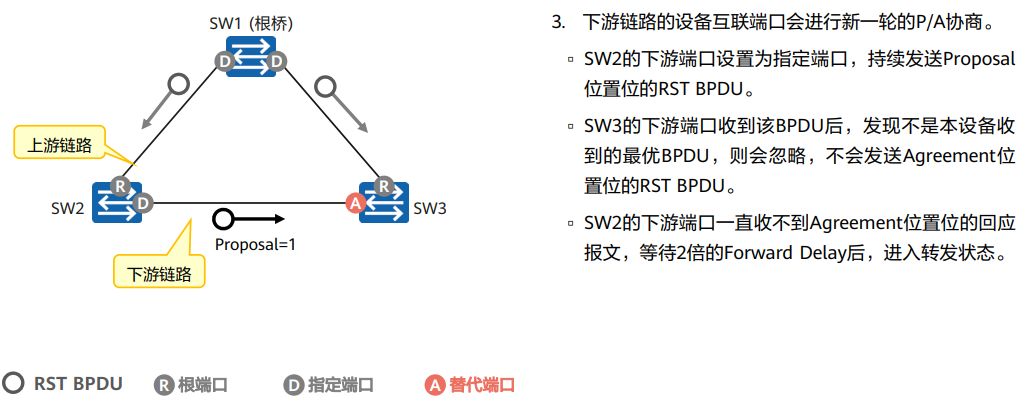 SW1 (根桥)
D
D
上游链路
R
R
SW2
D
A
SW3
Proposal=1
下游链路
RST BPDU
R 根端口
D 指定端口
A 替代端口
3. 下游链路的设备互联端口会进行新一轮的P/A协商。
▫ SW2的下游端口设置为指定端口，持续发送Proposal
位置位的RST BPDU。
▫ SW3的下游端口收到该BPDU后，发现不是本设备收
到的最优BPDU，则会忽略，不会发送Agreement位
置位的RST BPDU。
▫ SW2的下游端口一直收不到Agreement位置位的回应
报文，等待2倍的Forward Delay后，进入转发状态。